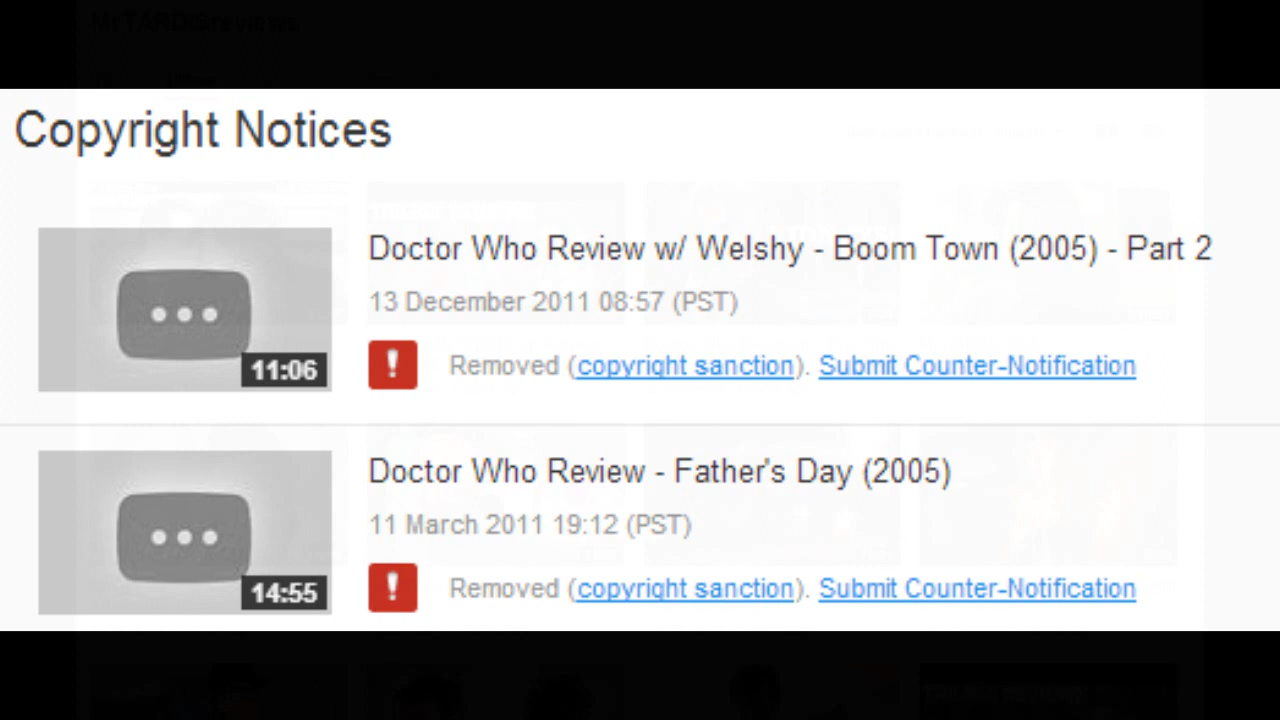 MrTARDISreviews
Copyright Notices
Doctor Who Review w/ Welshy - Boom Town (2005) - Part 2
13 December 2011 08:57 (PST)
11:06
! Removed (copyright sanction). Submit Counter-Notification
Doctor Who Review - Father's Day (2005)
11 March 2011 19:12 (PST)
14:55
! Removed (copyright sanction). Submit Counter-Notification